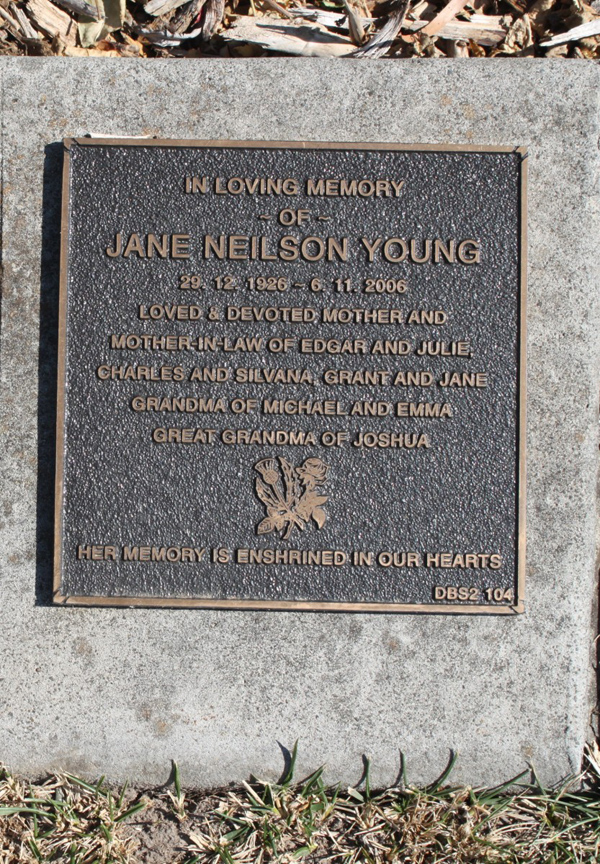 IN LOVING MEMORY
~ OF ~
JANE NEILSON YOUNG
29. 12. 1926 ~ 6. 11. 2006
LOVED & DEVOTED MOTHER AND
MOTHER-IN-LAW OF EDGAR AND JULIE,
CHARLES AND SILVANA, GRANT AND JANE
GRANDMA OF MICHAEL AND EMMA
GREAT GRANDMA OF JOSHUA
HER MEMORY IS ENSHRINED IN OUR HEARTS
DBS2 104